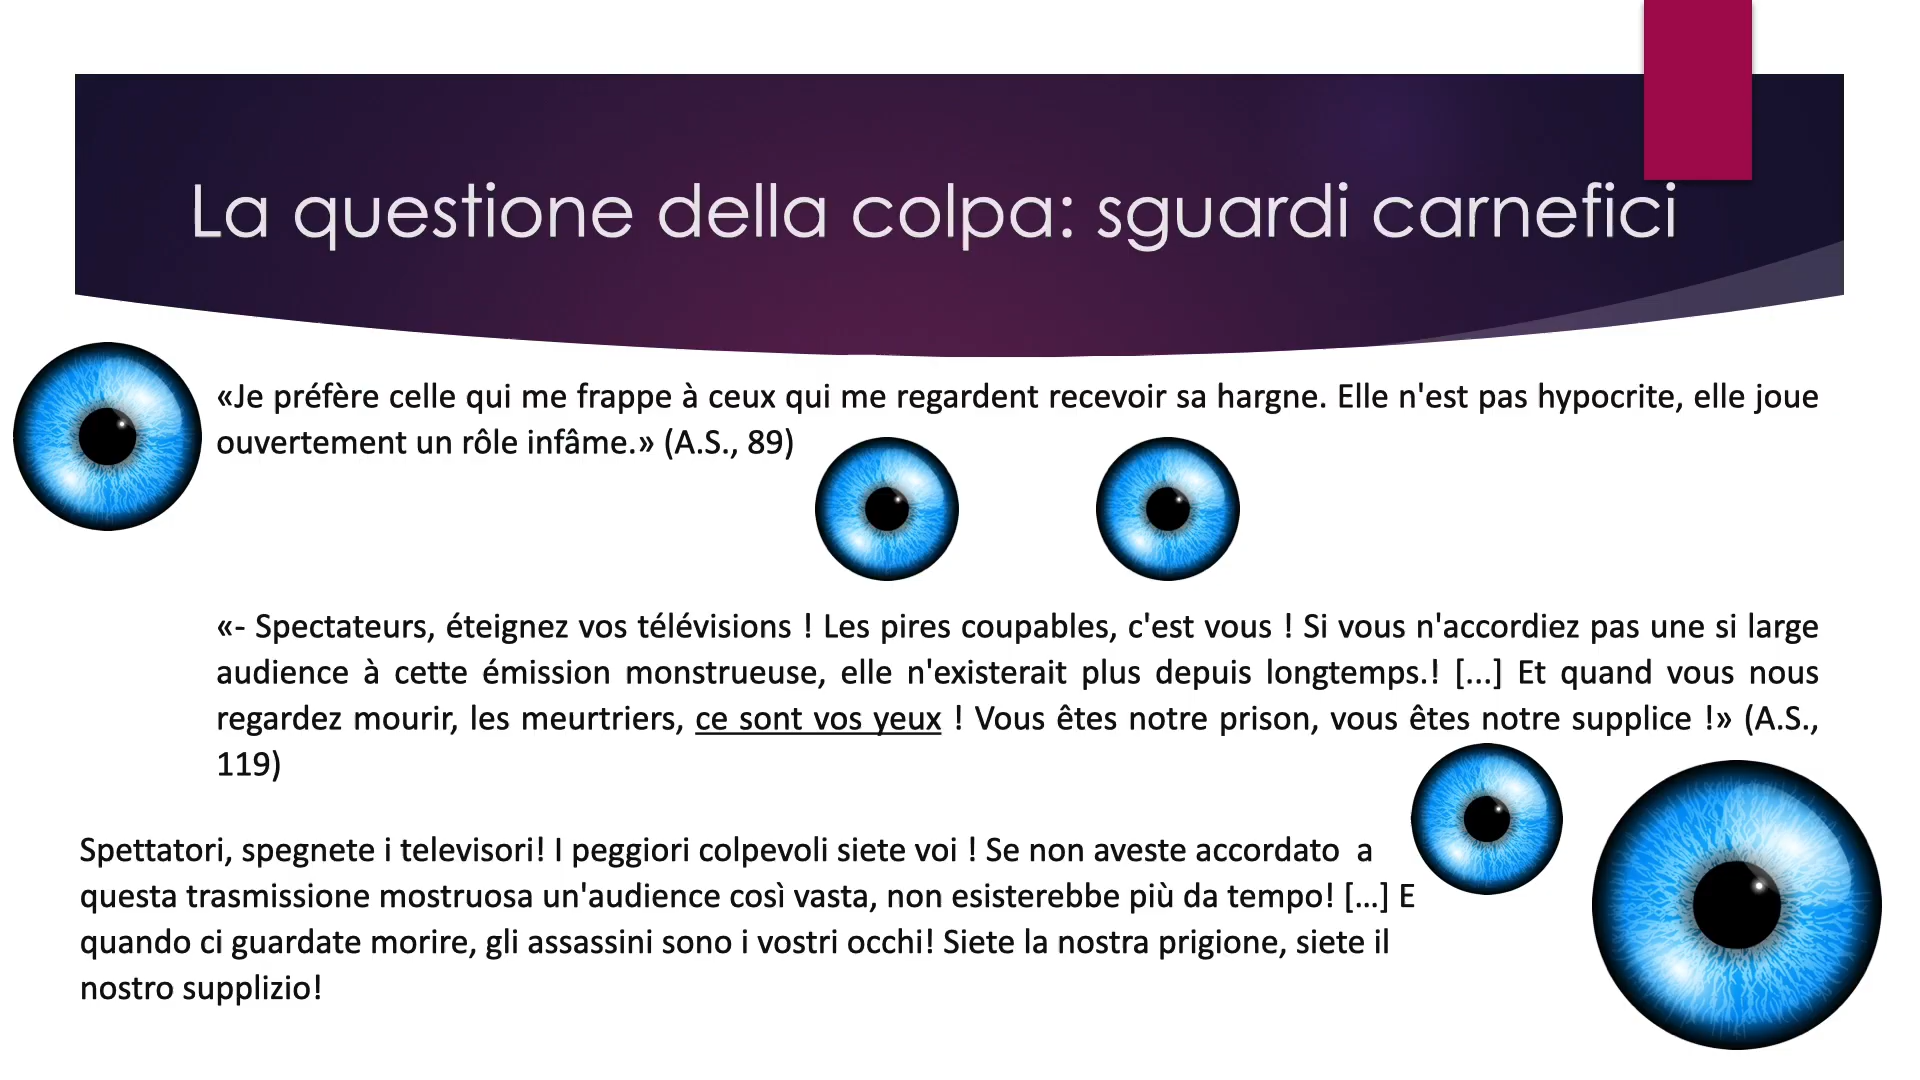 La questione della colpa: sguardi carnefici
«Je préfère celle qui me frappe à ceux qui me regardent recevoir sa hargne. Elle n'est pas hypocrite, elle joue
ouvertement un rôle infâme.» (A.S., 89)
«- Spectateurs, éteignez vos télévisions ! Les pires coupables, c'est vous ! Si vous n'accordiez pas une si large
audience à cette émission monstrueuse, elle n'existerait plus depuis longtemps.! [...] Et quand vous nous
regardez mourir, les meurtriers, ce sont vos yeux ! Vous êtes notre prison, vous êtes notre supplice !» (A.S.,
119)
Spettatori, spegnete i televisori! I peggiori colpevoli siete voi ! Se non aveste accordato  a
questa trasmissione mostruosa un'audience così vasta, non esisterebbe più da tempo! [...] E
quando ci guardate morire, gli assassini sono i vostri occhi! Siete la nostra prigione, siete il
nostro supplizio!